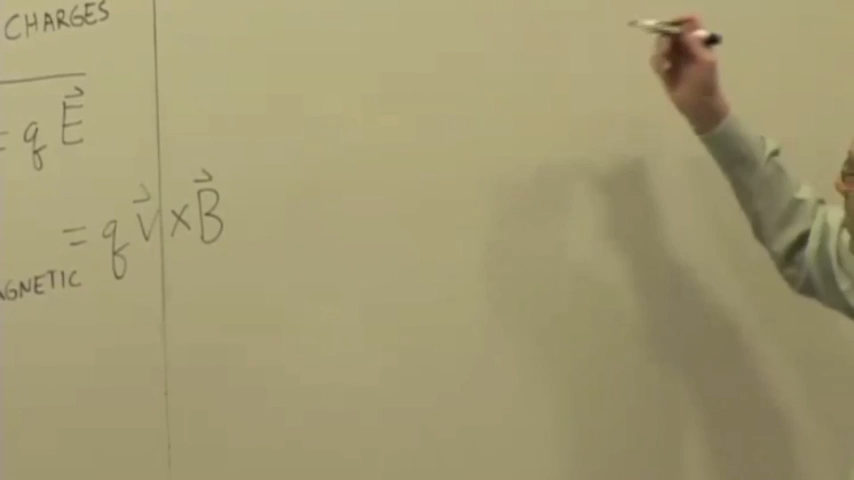 CHARGES
= q E⃗
= q v⃗ × B⃗
AGNETIC